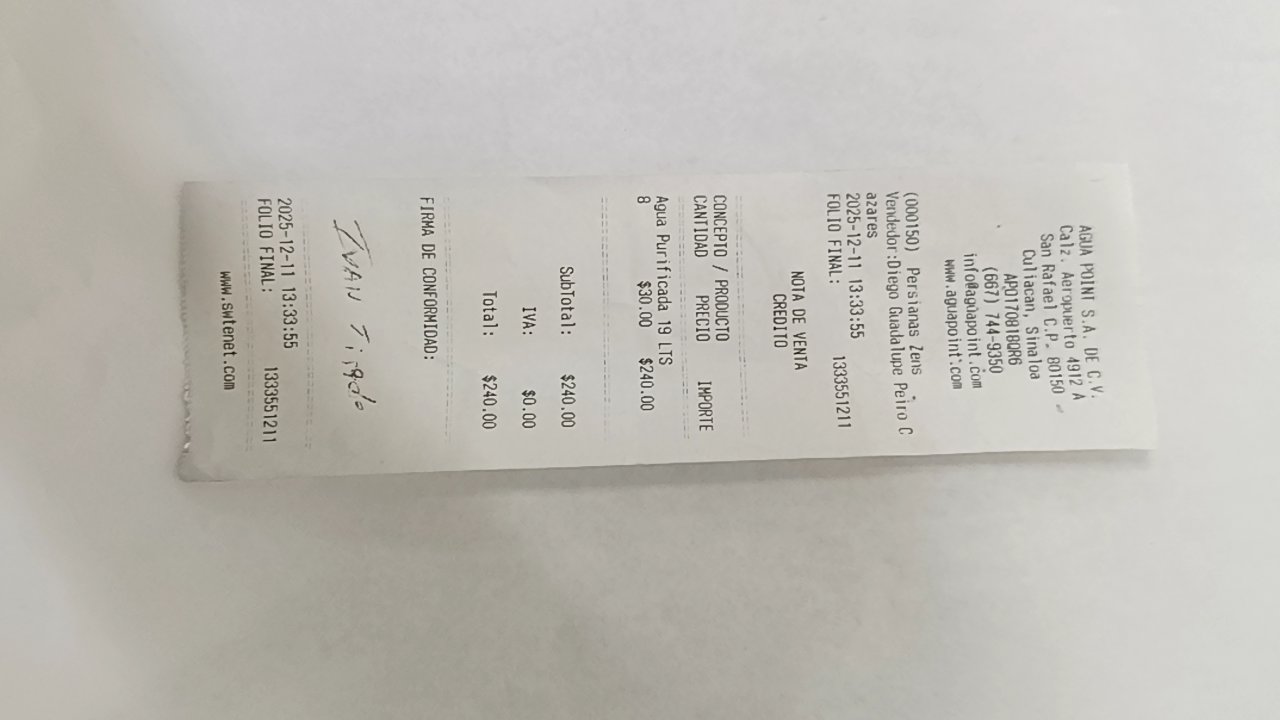 AGUA POINT S.A. DE C.V.
Calz. Aeropuerto 4912 A
San Rafael C.P. 80150
Culiacan, Sinaloa
APO170818QR6
(667) 744-9350
info@aguapoint.com
www.aguapoint.com
(000150) Persianas Zens
Vendedor:Diego Guadalupe Peiro C
azares
2025-12-11 13:33:55
FOLIO FINAL: 1333551211
NOTA DE VENTA
CREDITO
CONCEPTO / PRODUCTO
CANTIDAD PRECIO IMPORTE
Agua Purificada 19 LTS
8 $30.00 $240.00
SubTotal: $240.00
IVA: $0.00
Total: $240.00
FIRMA DE CONFORMIDAD:
IVAN
2025-12-11 13:33:55
FOLIO FINAL: 1333551211
www.swtenet.com